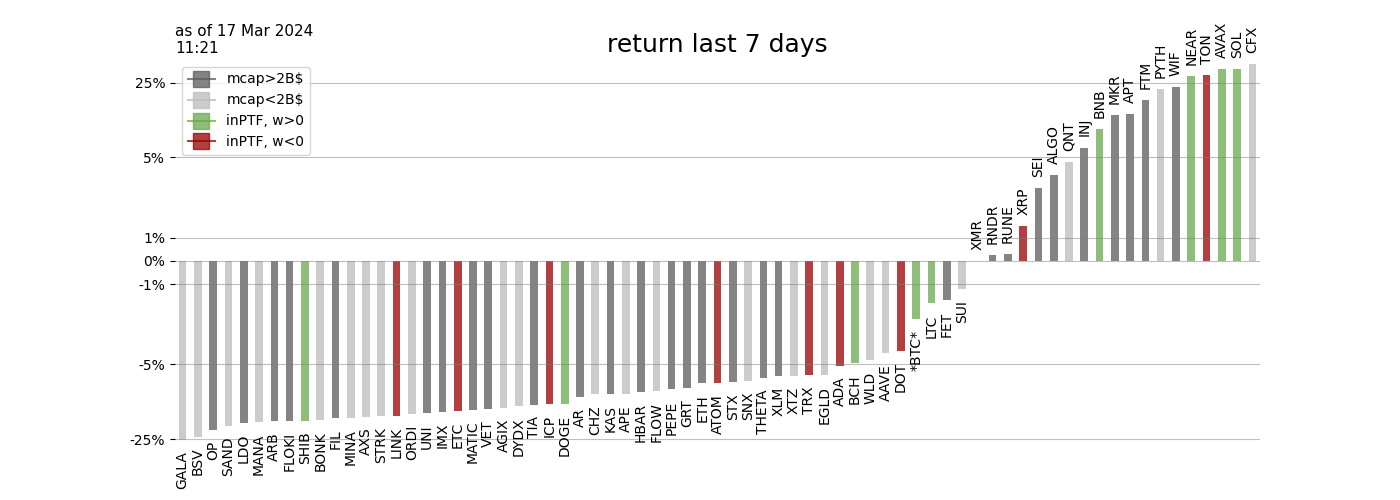 as of 17 Mar 2024
11:21
return last 7 days
mcap>2B$
mcap<2B$
inPTF, w>0
inPTF, w<0
25%
5%
1%
0%
-1%
-5%
-25%
GALA
BSV
OP
SAND
LDO
MANA
ARB
FLOKI
SHIB
BONK
FIL
MINA
AXS
STRK
LINK
ORDI
UNI
IMX
ETC
MATIC
VET
AGIX
DYDX
TIA
ICP
DOGE
AR
CHZ
KAS
APE
HBAR
FLOW
PEPE
GRT
ETH
ATOM
STX
SNX
THETA
XLM
XTZ
TRX
EGLD
ADA
BCH
WLD
AAVE
DOT
*BTC*
LTC
FET
SUI
XMR
RNDR
RUNE
XRP
SEI
ALGO
QNT
INJ
BNB
MKR
APT
FTM
PYTH
WIF
NEAR
TON
AVAX
SOL
CFX